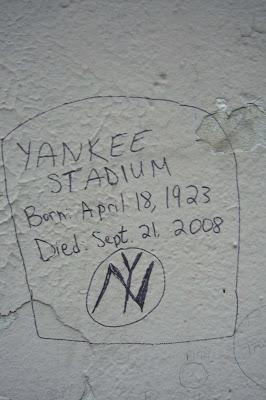 YANKEE
STADIUM
Born: April 18, 1923
Died: Sept. 21, 2008
NY